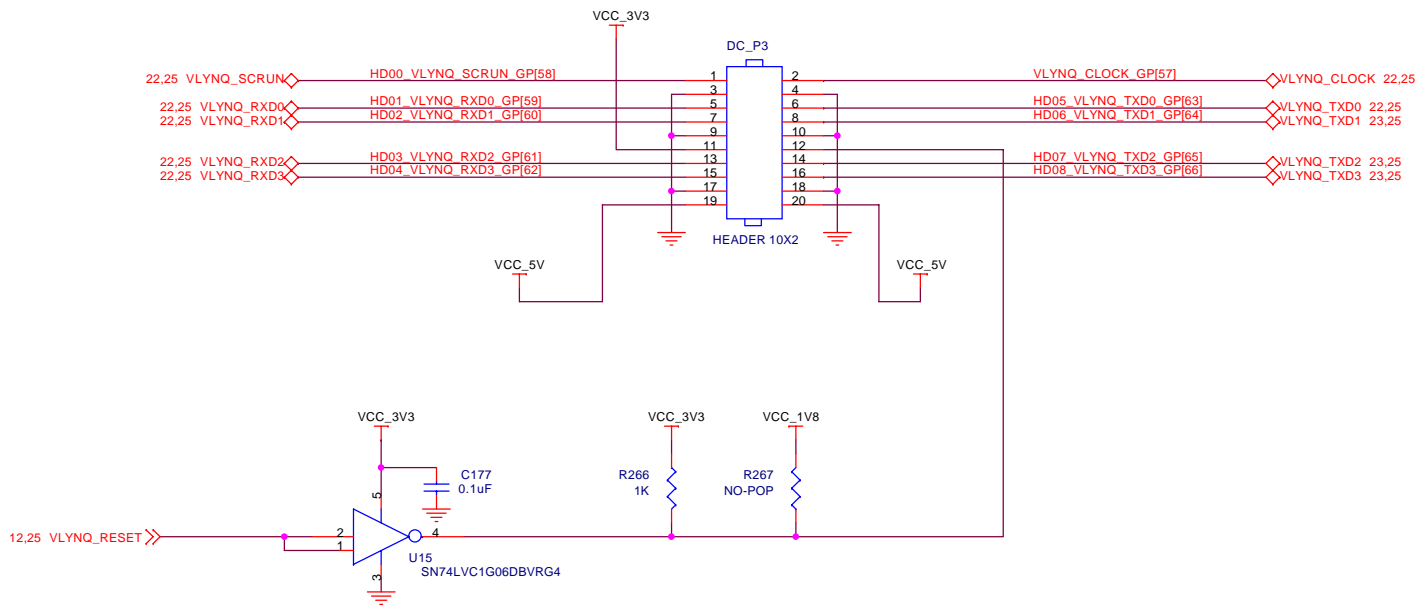 VCC_3V3
DC_P3
22,25 VLYNQ_SCRUN HD00_VLYNQ_SCRUN_GP[58] 1 2 VLYNQ_CLOCK_GP[57] VLYNQ_CLOCK 22,25
3 4
22,25 VLYNQ_RXD0 HD01_VLYNQ_RXD0_GP[59] 5 6 HD05_VLYNQ_TXD0_GP[63] VLYNQ_TXD0 22,25
22,25 VLYNQ_RXD1 HD02_VLYNQ_RXD1_GP[60] 7 8 HD06_VLYNQ_TXD1_GP[64] VLYNQ_TXD1 23,25
9 10
11 12
22,25 VLYNQ_RXD2 HD03_VLYNQ_RXD2_GP[61] 13 14 HD07_VLYNQ_TXD2_GP[65] VLYNQ_TXD2 23,25
22,25 VLYNQ_RXD3 HD04_VLYNQ_RXD3_GP[62] 15 16 HD08_VLYNQ_TXD3_GP[66] VLYNQ_TXD3 23,25
17 18
19 20
HEADER 10X2
VCC_5V VCC_5V
VCC_3V3 VCC_3V3 VCC_1V8
C177 R266 R267
0.1uF 1K NO-POP
5
12,25 VLYNQ_RESET 2 4
1
U15
SN74LVC1G06DBVRG4
3